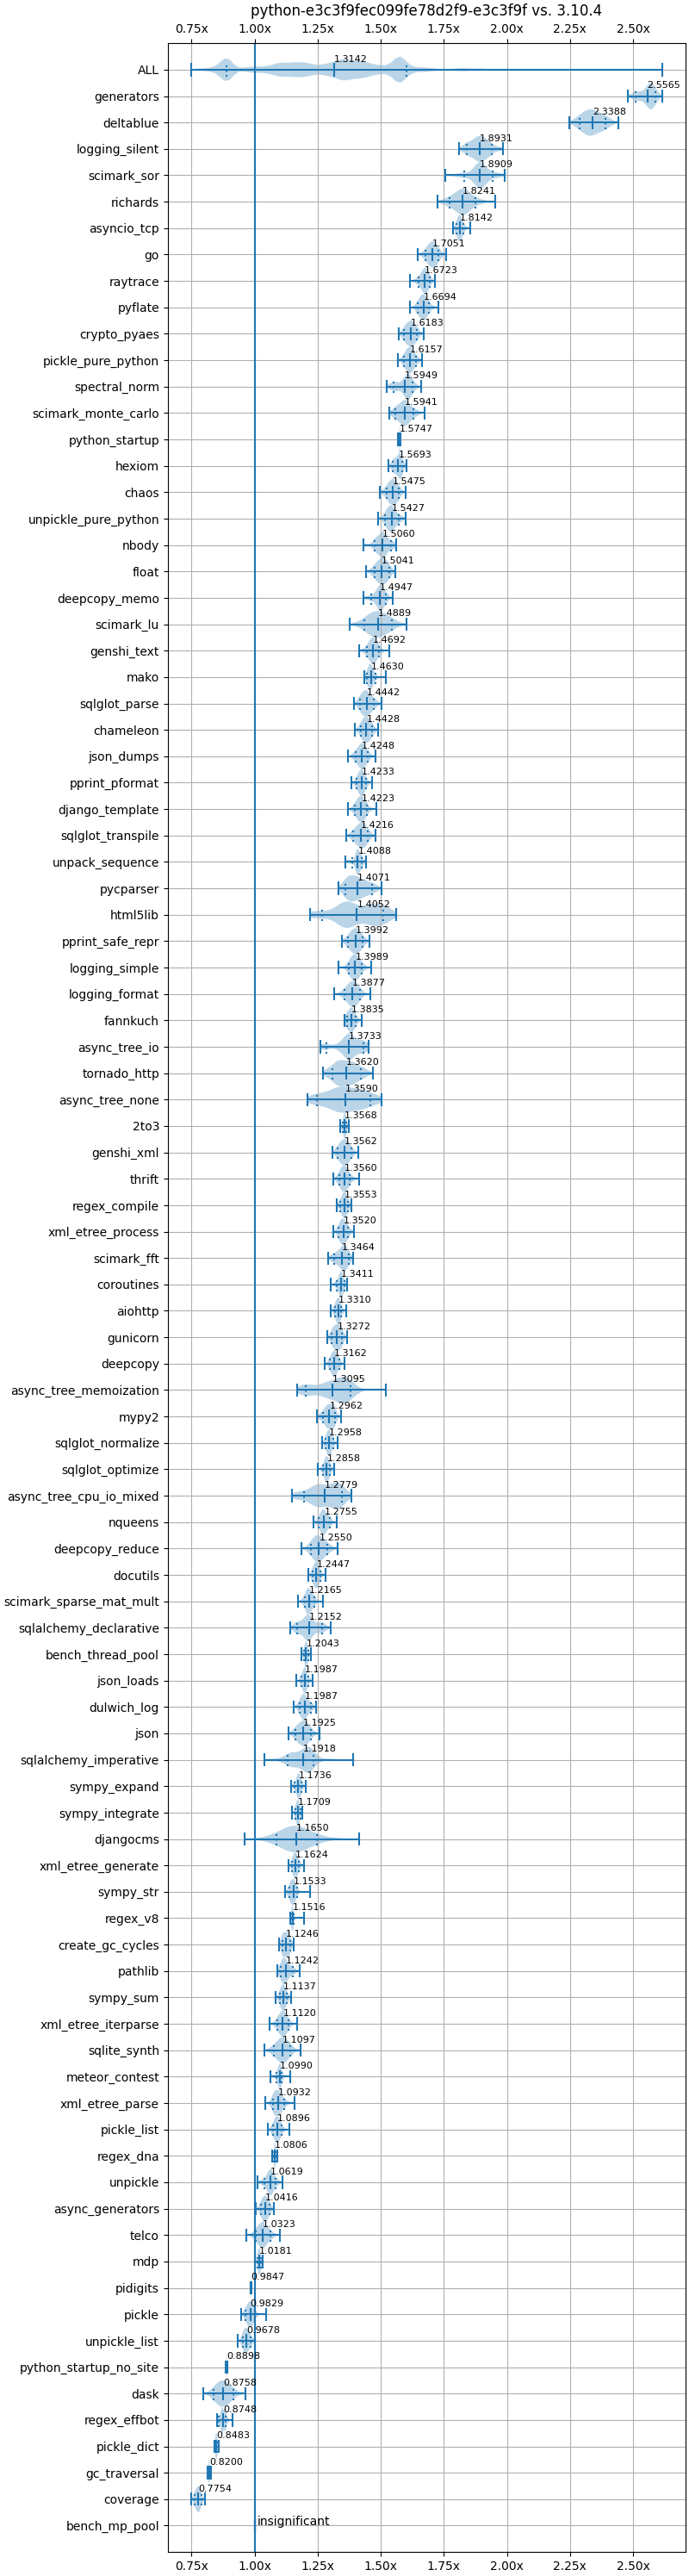 python-e3c3f9fec099fe78d2f9-e3c3f9f vs. 3.10.4
0.75x 1.00x 1.25x 1.50x 1.75x 2.00x 2.25x 2.50x
ALL 1.3142
generators 2.5565
deltablue 2.3388
logging_silent 1.8931
scimark_sor 1.8909
richards 1.8241
asyncio_tcp 1.8142
go 1.7051
raytrace 1.6723
pyflate 1.6694
crypto_pyaes 1.6183
pickle_pure_python 1.6157
spectral_norm 1.5949
scimark_monte_carlo 1.5941
python_startup 1.5747
hexiom 1.5693
chaos 1.5475
unpickle_pure_python 1.5427
nbody 1.5060
float 1.5041
deepcopy_memo 1.4947
scimark_lu 1.4889
genshi_text 1.4692
mako 1.4630
sqlglot_parse 1.4442
chameleon 1.4428
json_dumps 1.4248
pprint_pformat 1.4233
django_template 1.4223
sqlglot_transpile 1.4216
unpack_sequence 1.4088
pycparser 1.4071
html5lib 1.4052
pprint_safe_repr 1.3992
logging_simple 1.3989
logging_format 1.3877
fannkuch 1.3835
async_tree_io 1.3733
tornado_http 1.3620
async_tree_none 1.3590
2to3 1.3568
genshi_xml 1.3562
thrift 1.3560
regex_compile 1.3553
xml_etree_process 1.3520
scimark_fft 1.3464
coroutines 1.3411
aiohttp 1.3310
gunicorn 1.3272
deepcopy 1.3162
async_tree_memoization 1.3095
mypy2 1.2962
sqlglot_normalize 1.2958
sqlglot_optimize 1.2858
async_tree_cpu_io_mixed 1.2779
nqueens 1.2755
deepcopy_reduce 1.2550
docutils 1.2447
scimark_sparse_mat_mult 1.2165
sqlalchemy_declarative 1.2152
bench_thread_pool 1.2043
json_loads 1.1987
dulwich_log 1.1987
json 1.1925
sqlalchemy_imperative 1.1918
sympy_expand 1.1736
sympy_integrate 1.1709
djangocms 1.1650
xml_etree_generate 1.1624
sympy_str 1.1533
regex_v8 1.1516
create_gc_cycles 1.1246
pathlib 1.1242
sympy_sum 1.1137
xml_etree_iterparse 1.1120
sqlite_synth 1.1097
meteor_contest 1.0990
xml_etree_parse 1.0932
pickle_list 1.0896
regex_dna 1.0806
unpickle 1.0619
async_generators 1.0416
telco 1.0323
mdp 1.0181
pidigits 0.9847
pickle 0.9829
unpickle_list 0.9678
python_startup_no_site 0.8898
dask 0.8758
regex_effbot 0.8748
pickle_dict 0.8483
gc_traversal 0.8200
coverage 0.7754
bench_mp_pool insignificant
0.75x 1.00x 1.25x 1.50x 1.75x 2.00x 2.25x 2.50x